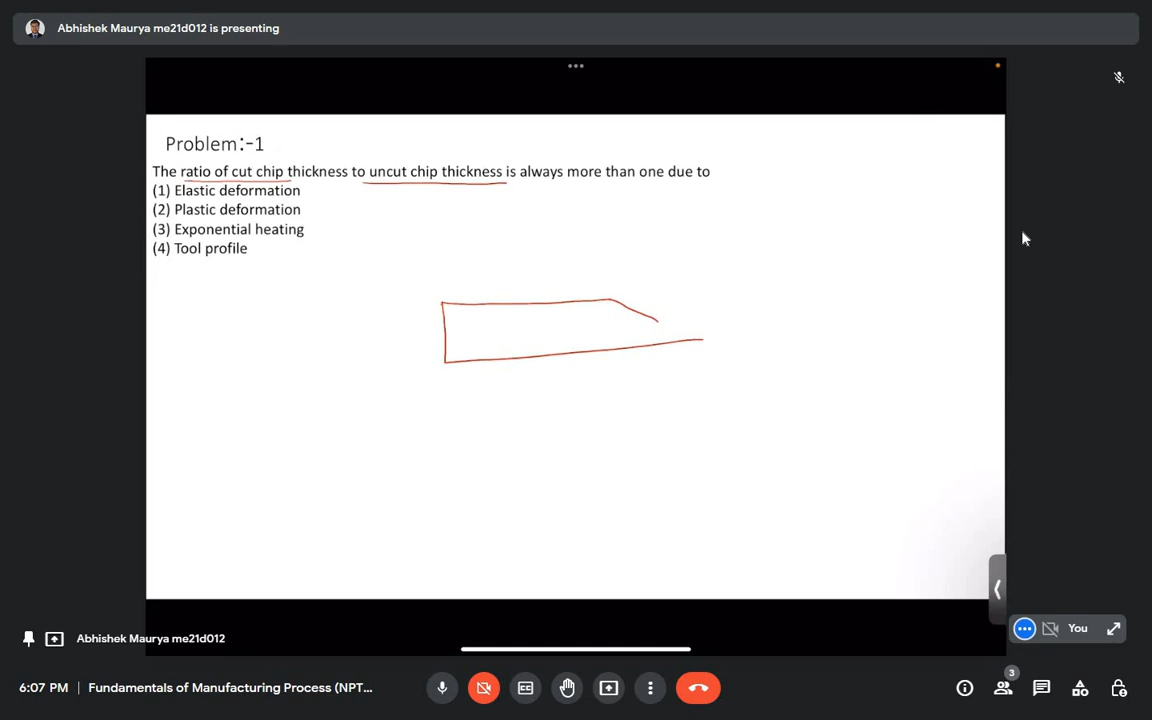 Abhishek Maurya me21d012 is presenting
Problem:-1
The ratio of cut chip thickness to uncut chip thickness is always more than one due to
(1) Elastic deformation
(2) Plastic deformation
(3) Exponential heating
(4) Tool profile
You
Abhishek Maurya me21d012
6:07 PM | Fundamentals of Manufacturing Process (NPT...
3